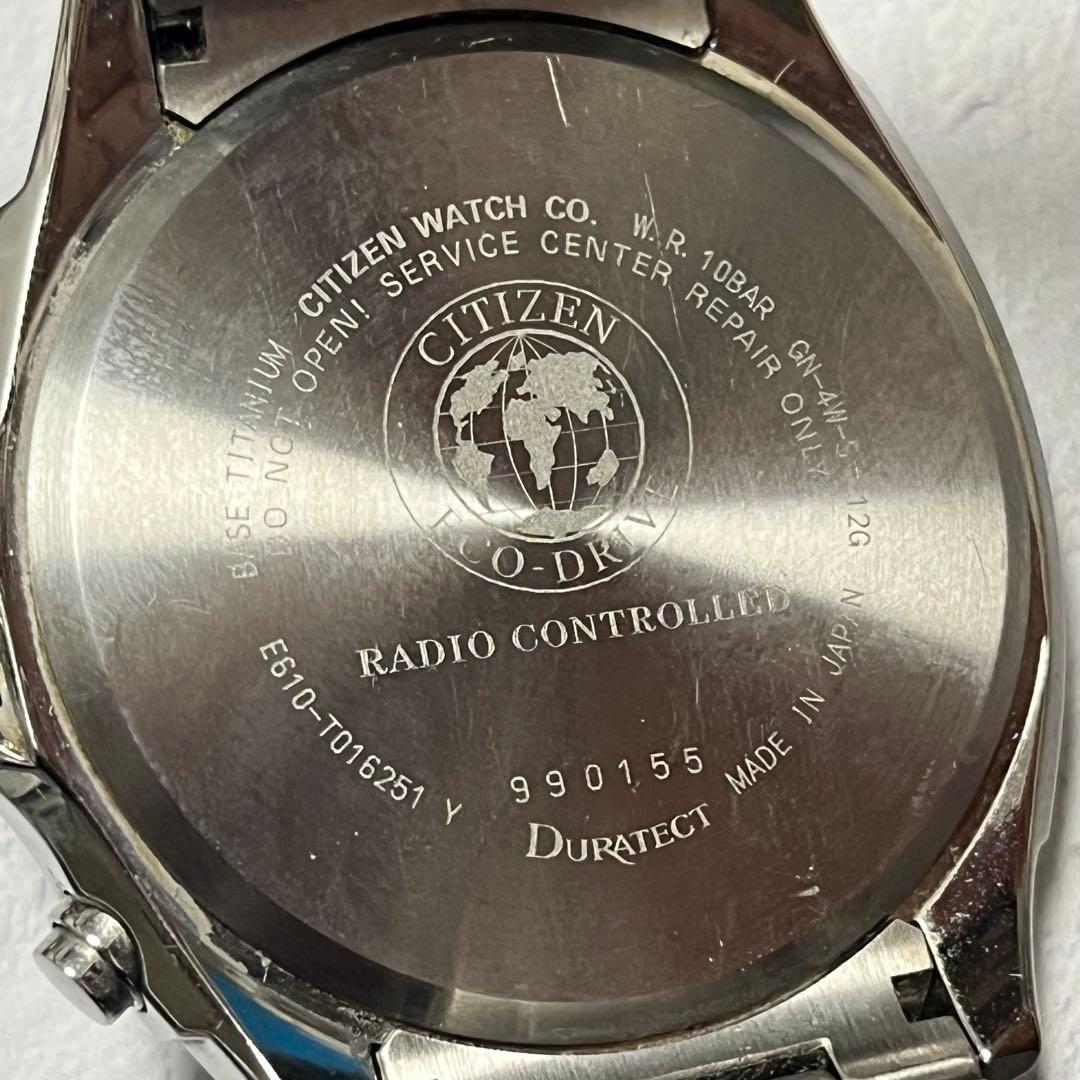 BASE TITANIUM CITIZEN WATCH CO. W.R. 10BAR GN-4W-S-12G
DO NOT OPEN! SERVICE CENTER REPAIR ONLY
CITIZEN
ECO-DRIVE
RADIO CONTROLLED
E610-T016251 Y
990155
DURATECT
MADE IN JAPAN